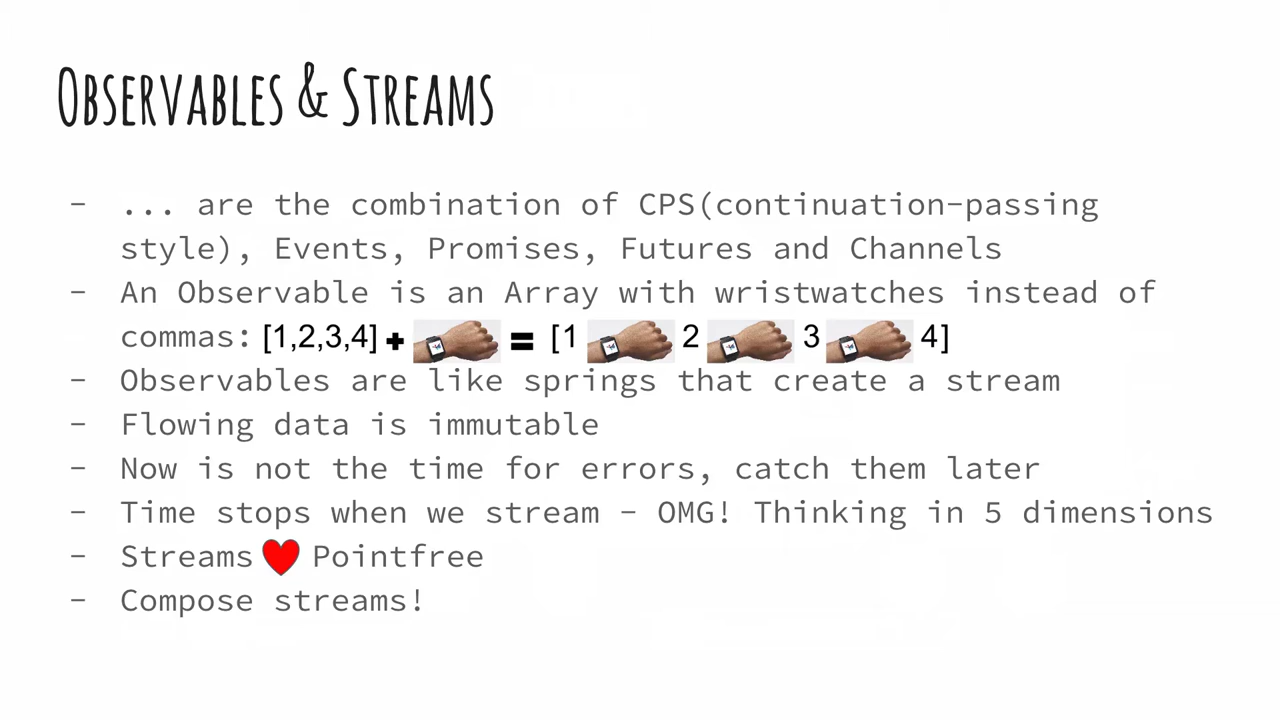 OBSERVABLES & STREAMS
- ... are the combination of CPS(continuation-passing
style), Events, Promises, Futures and Channels
- An Observable is an Array with wristwatches instead of
commas: [1,2,3,4] + = [1 2 3 4]
- Observables are like springs that create a stream
- Flowing data is immutable
- Now is not the time for errors, catch them later
- Time stops when we stream - OMG! Thinking in 5 dimensions
- Streams ❤ Pointfree
- Compose streams!